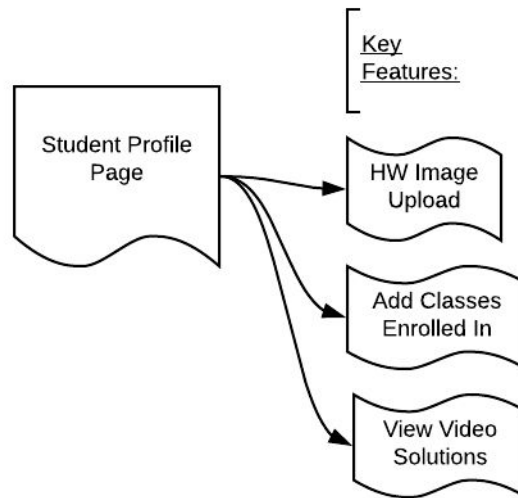 Key
Features:
Student Profile
Page
HW Image
Upload
Add Classes
Enrolled In
View Video
Solutions